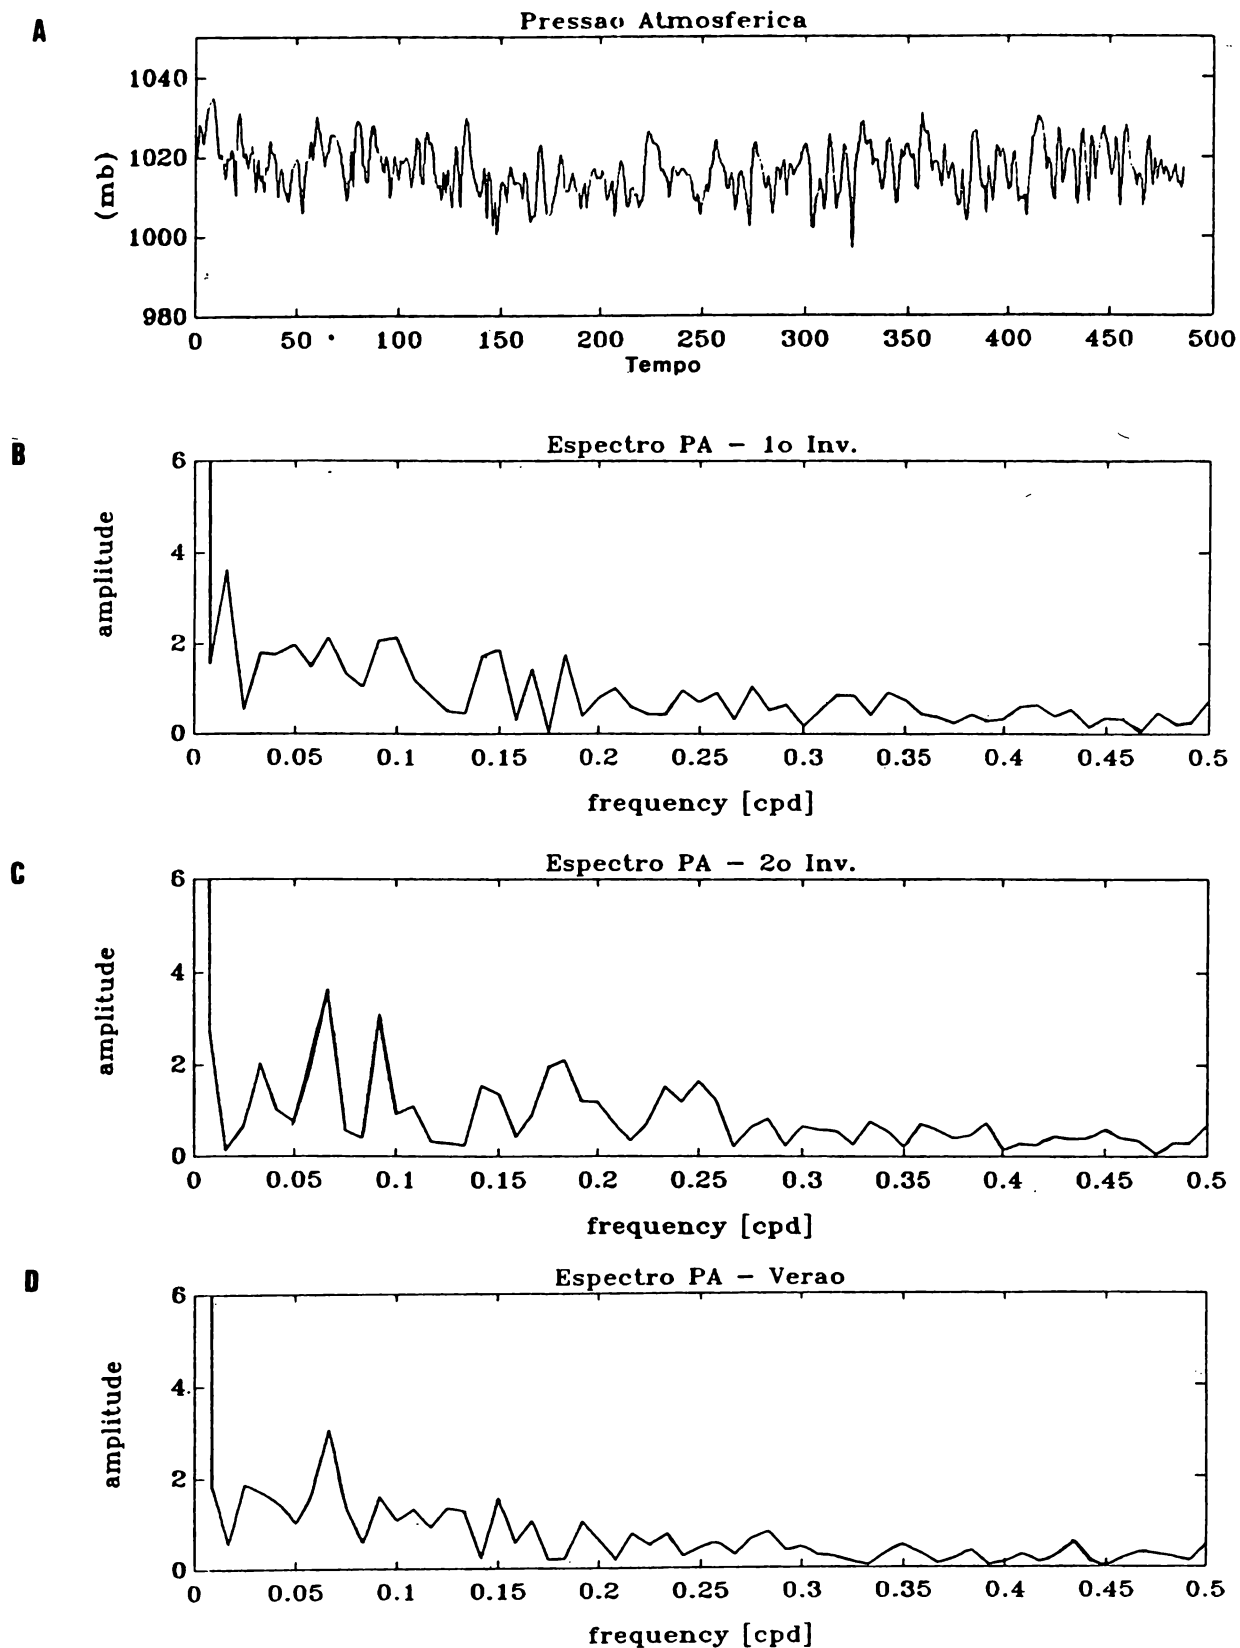 A
Pressao Atmosferica
1040
1020
1000
980
(mb)
0 50 100 150 200 250 300 350 400 450 500
Tempo
B
Espectro PA – 1o Inv.
6
4
2
0
amplitude
0 0.05 0.1 0.15 0.2 0.25 0.3 0.35 0.4 0.45 0.5
frequency [cpd]
C
Espectro PA – 2o Inv.
6
4
2
0
amplitude
0 0.05 0.1 0.15 0.2 0.25 0.3 0.35 0.4 0.45 0.5
frequency [cpd]
D
Espectro PA – Verao
6
4
2
0
amplitude
0 0.05 0.1 0.15 0.2 0.25 0.3 0.35 0.4 0.45 0.5
frequency [cpd]